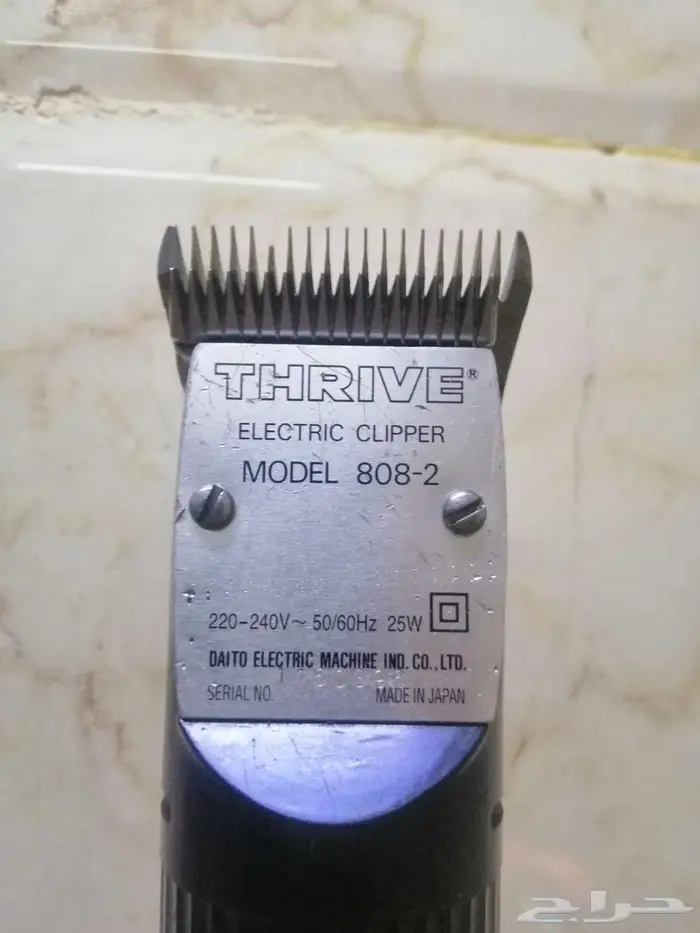 THRIVE®
ELECTRIC CLIPPER
MODEL 808-2
220-240V~ 50/60Hz 25W
DAITO ELECTRIC MACHINE IND. CO., LTD.
SERIAL NO.
MADE IN JAPAN
حراج